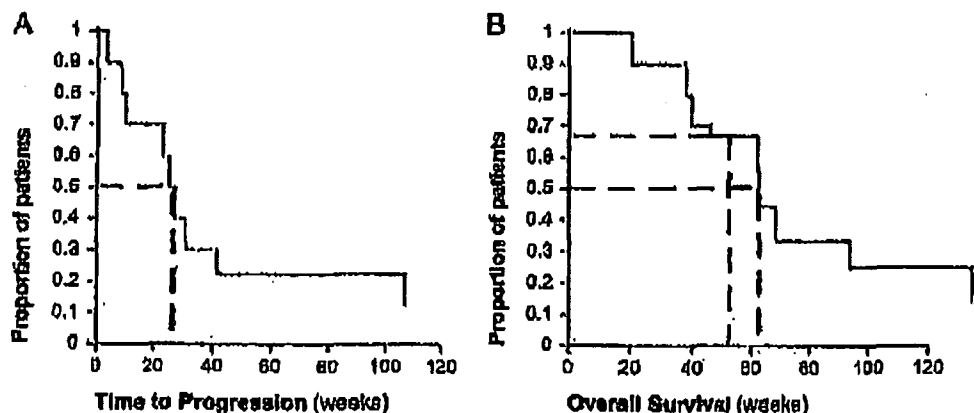 A
Proportion of patients
1
0.9
0.8
0.7
0.6
0.5
0.4
0.3
0.2
0.1
0
0 20 40 60 80 100 120
Time to Progression (weeks)
B
Proportion of patients
1
0.9
0.8
0.7
0.6
0.5
0.4
0.3
0.2
0.1
0
0 20 40 60 80 100 120
Overall Survival (weeks)